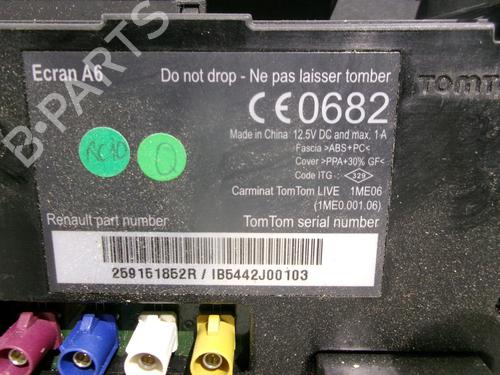 B-PARTS
Ecran A6
Do not drop - Ne pas laisser tomber
TOMT
CE0682
Made in China 12.5V DC and max. 1A
Fascia >ABS+PC<
Cover >PPA+30% GF<
Code ITG : 329
Q
Carminat TomTom LIVE 1ME06
(1ME0.001.06)
Renault part number
TomTom serial number
259151852R / IB5442J00103